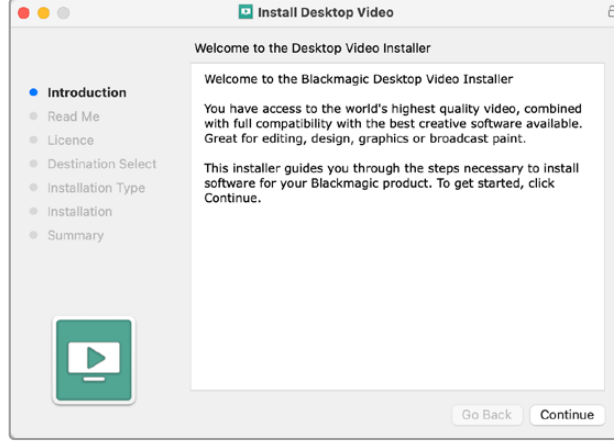 Install Desktop Video
Welcome to the Desktop Video Installer
Introduction
Read Me
Licence
Destination Select
Installation Type
Installation
Summary
Welcome to the Blackmagic Desktop Video Installer
You have access to the world's highest quality video, combined
with full compatibility with the best creative software available.
Great for editing, design, graphics or broadcast paint.
This installer guides you through the steps necessary to install
software for your Blackmagic product. To get started, click
Continue.
Go Back
Continue